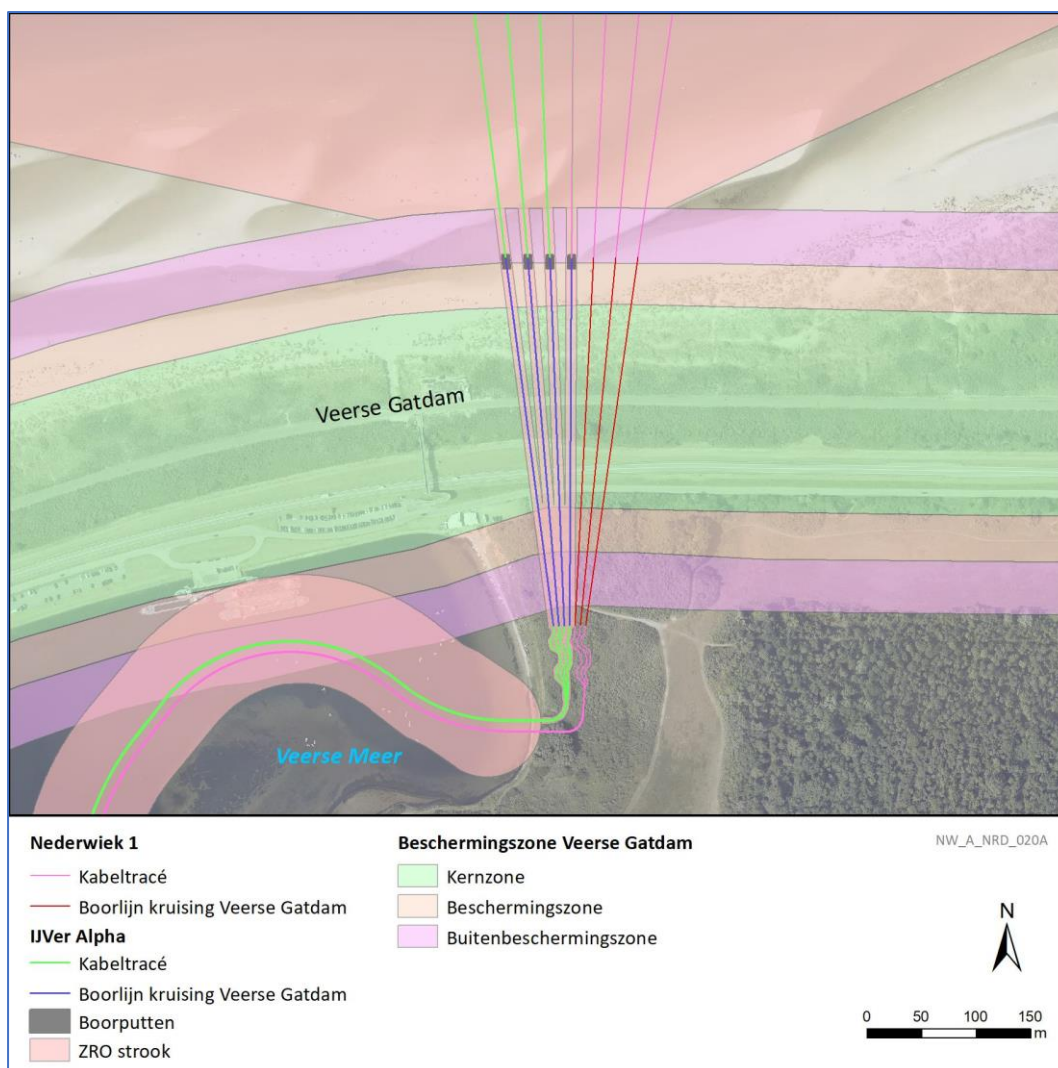 Veerse Gatdam
Veerse Meer
Nederwiek 1
Kabeltracé
Boorlijn kruising Veerse Gatdam
IJVer Alpha
Kabeltracé
Boorlijn kruising Veerse Gatdam
Boorputten
ZRO strook
Beschermingszone Veerse Gatdam
Kernzone
Beschermingszone
Buitenbeschermingszone
NW_A_NRD_020A
N
0 50 100 150
m